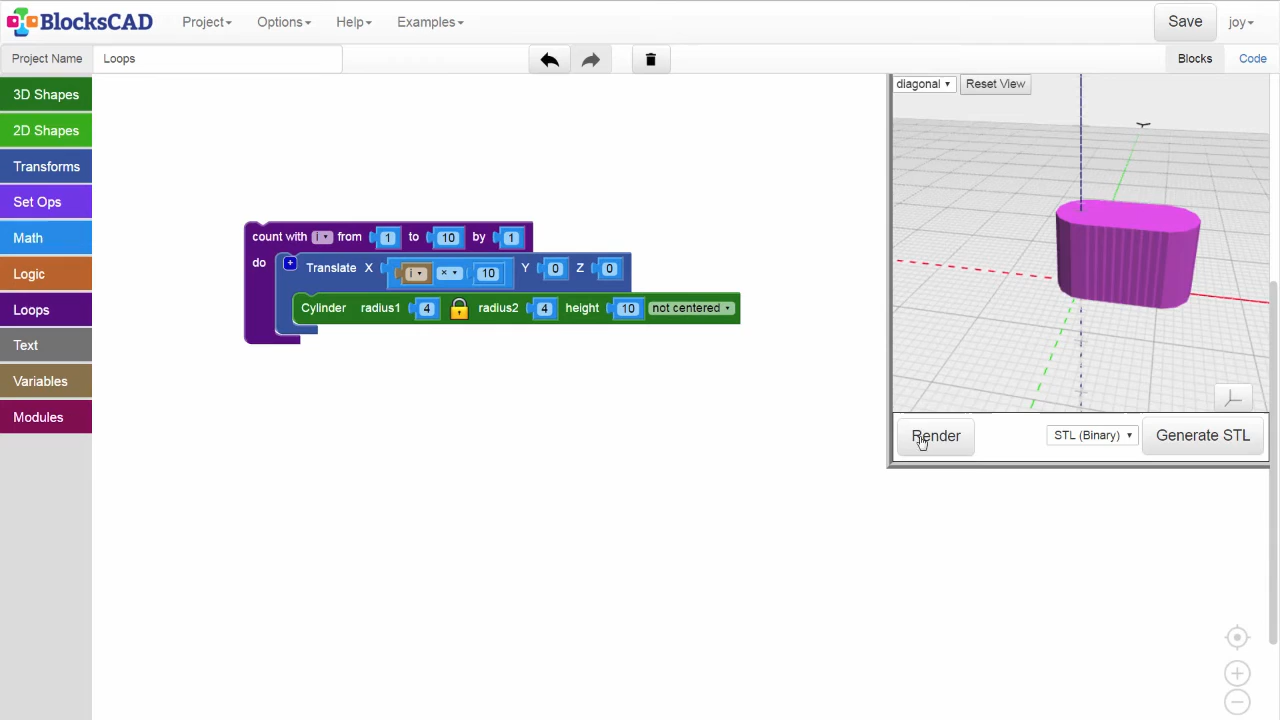 BlocksCAD Project Options Help Examples Save joy
Project Name Loops Blocks Code
diagonal Reset View
3D Shapes
2D Shapes
Transforms
Set Ops
Math
Logic
Loops
Text
Variables
Modules
count with i from 1 to 10 by 1
do Translate X i × 10 Y 0 Z 0
Cylinder radius1 4 radius2 4 height 10 not centered
Render STL (Binary) Generate STL